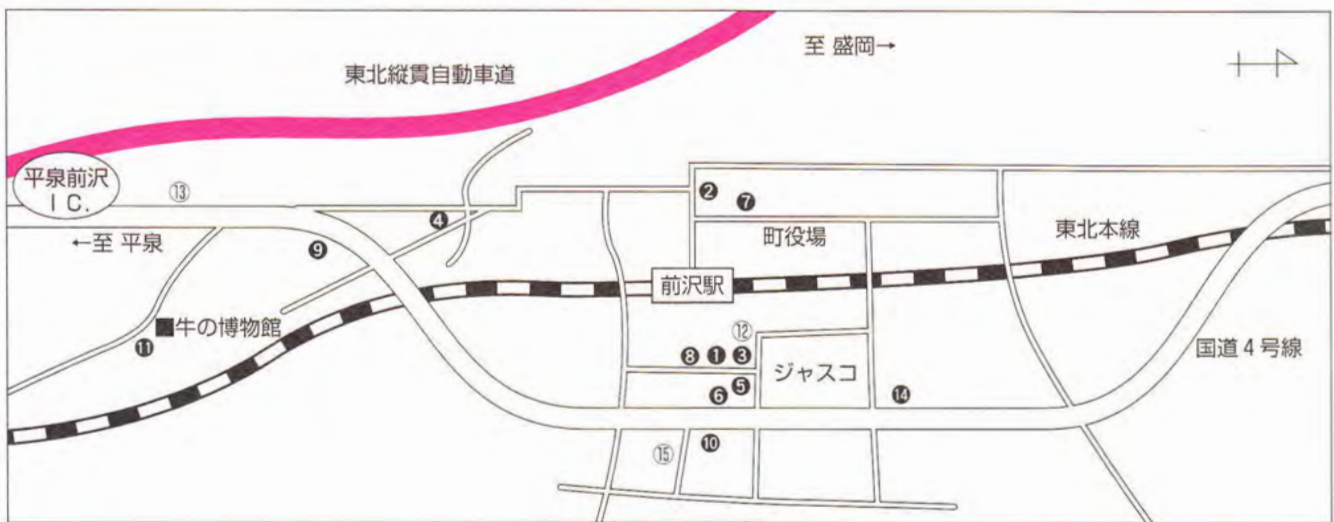 至 盛岡→
東北縦貫自動車道
平泉前沢
I C.
⑬
❷
❼
❹
←至 平泉
❾
町役場
東北本線
前沢駅
■牛の博物館
⓫
⑫
❽ ❶ ❸
国道4号線
ジャスコ
❻ ❺
⓮
⑮
❿